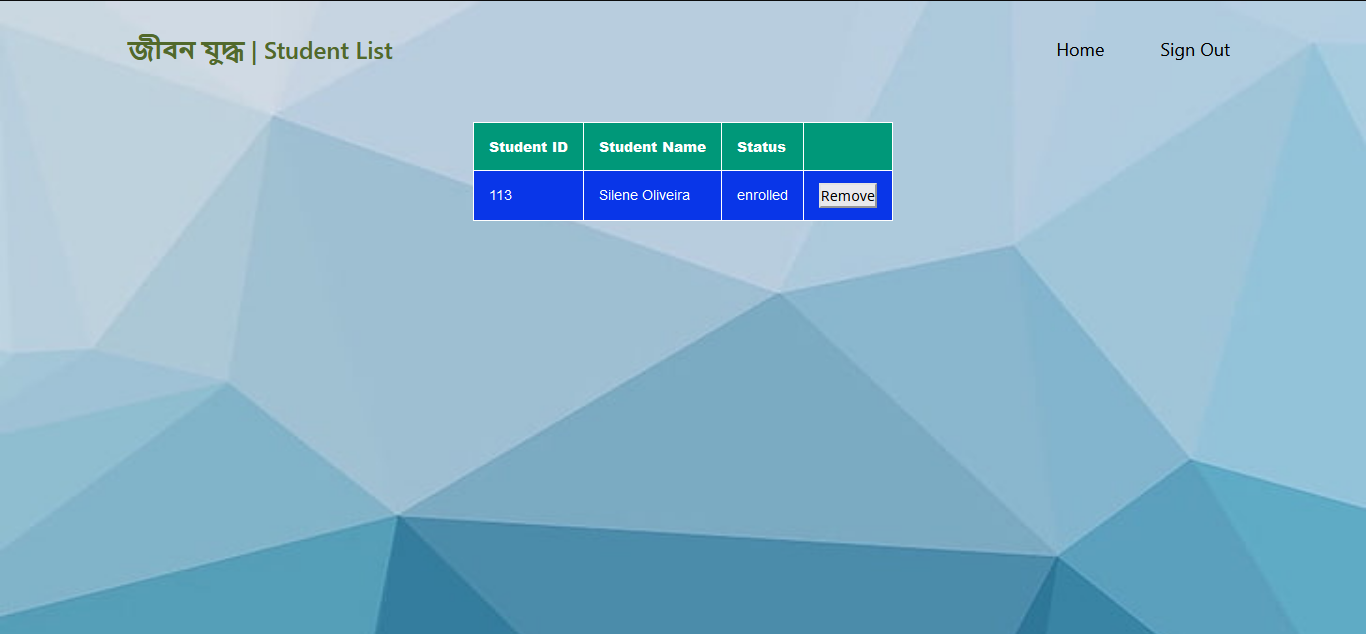 জীবন যুদ্ধ | Student List
Home
Sign Out
Student ID Student Name Status
113 Silene Oliveira enrolled Remove